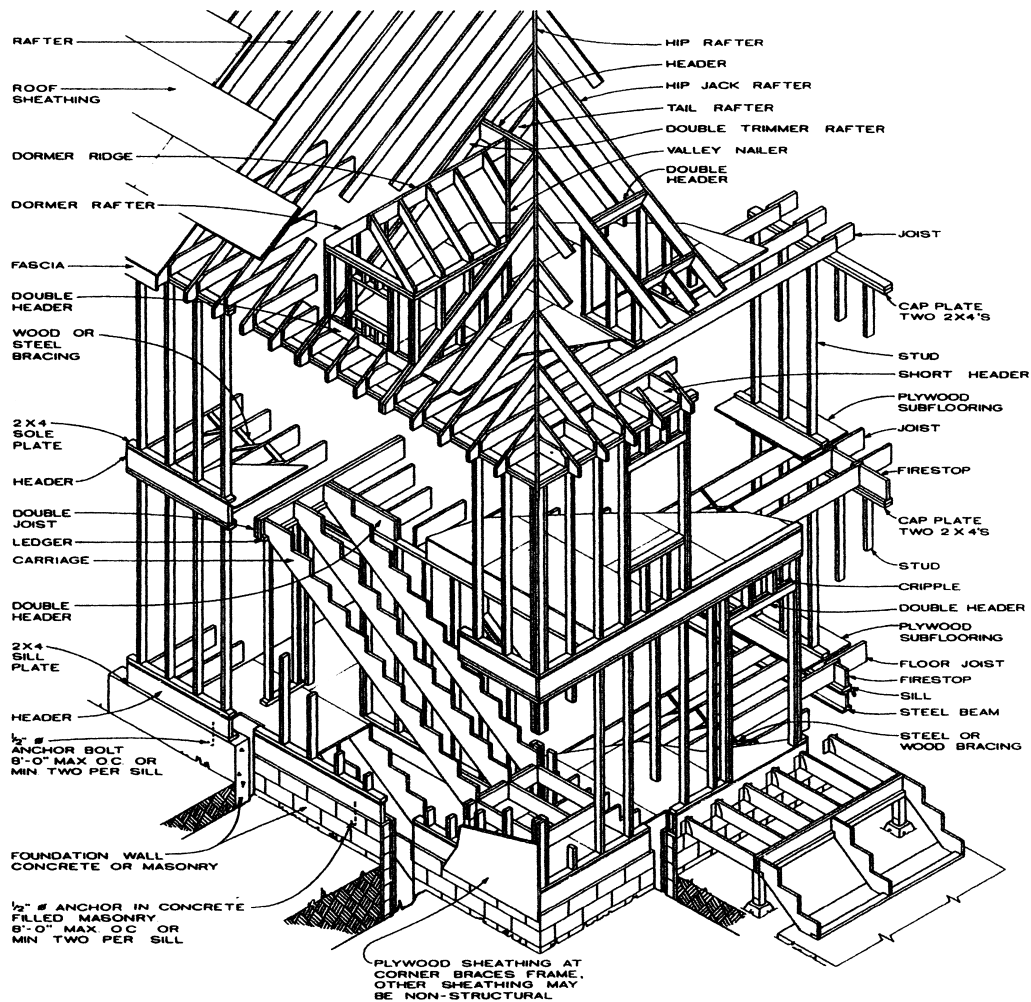 RAFTER
ROOF
SHEATHING
DORMER RIDGE
DORMER RAFTER
FASCIA
DOUBLE
HEADER
WOOD OR
STEEL
BRACING
2X4
SOLE
PLATE
HEADER
DOUBLE
JOIST
LEDGER
CARRIAGE
DOUBLE
HEADER
2X4
SILL
PLATE
HEADER
½" ø
ANCHOR BOLT
8'-0" MAX O.C. OR
MIN TWO PER SILL
FOUNDATION WALL
CONCRETE OR MASONRY
½" ø ANCHOR IN CONCRETE
FILLED MASONRY
8'-0" MAX. O C OR
MIN TWO PER SILL
HIP RAFTER
HEADER
HIP JACK RAFTER
TAIL RAFTER
DOUBLE TRIMMER RAFTER
VALLEY NAILER
DOUBLE
HEADER
JOIST
CAP PLATE
TWO 2X4'S
STUD
SHORT HEADER
PLYWOOD
SUBFLOORING
JOIST
FIRESTOP
CAP PLATE
TWO 2X4'S
STUD
CRIPPLE
DOUBLE HEADER
PLYWOOD
SUBFLOORING
FLOOR JOIST
FIRESTOP
SILL
STEEL BEAM
STEEL OR
WOOD BRACING
PLYWOOD SHEATHING AT
CORNER BRACES FRAME,
OTHER SHEATHING MAY
BE NON-STRUCTURAL